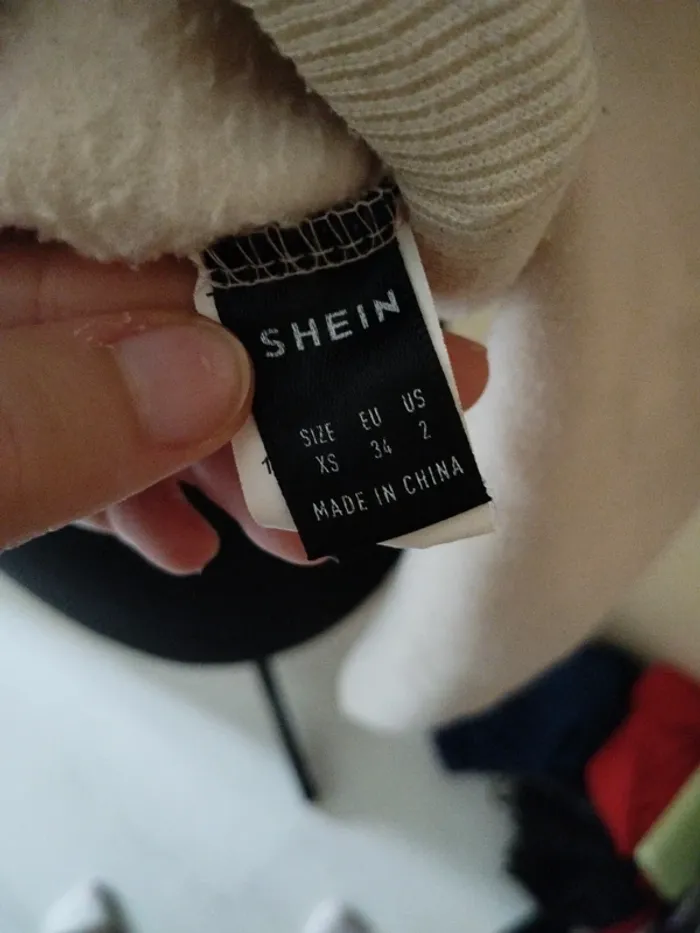 SHEIN
SIZE EU US
XS 34 2
MADE IN CHINA